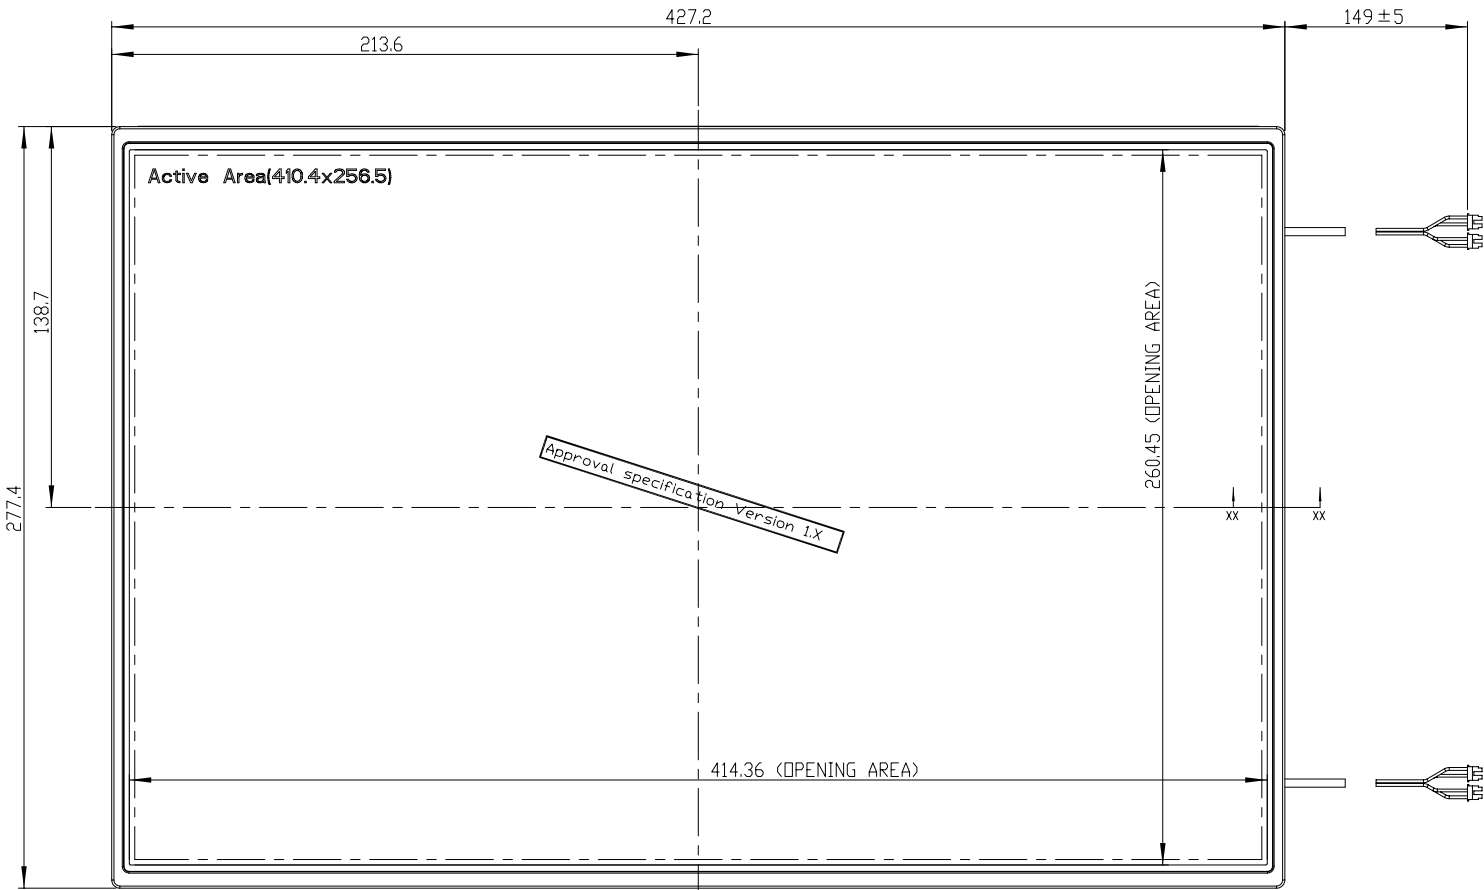 427.2
149±5
213.6
Active Area(410.4x256.5)
138.7
260.45 (OPENING AREA)
Approval specification Version 1.X
277.4
xx
xx
414.36 (OPENING AREA)